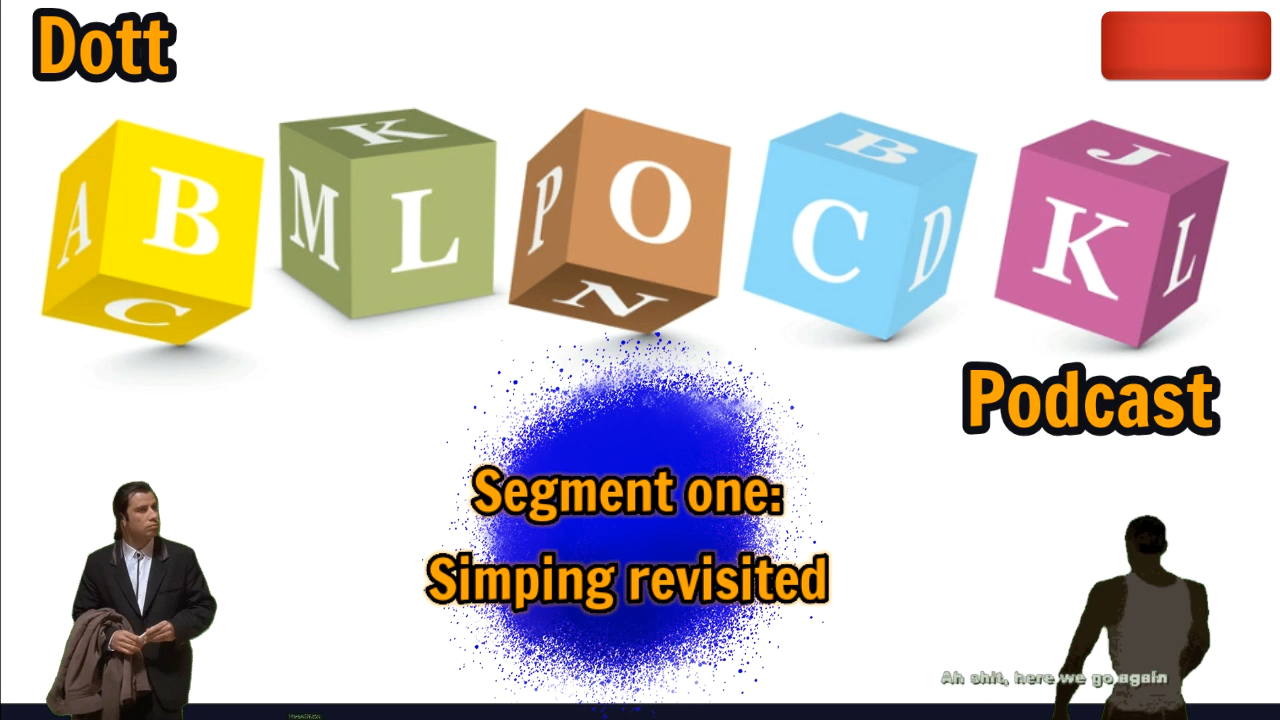 Dott
A B C
K M L
P O N
B C D
J K L
Podcast
Segment one:
Simping revisited
Ah shit, here we go again